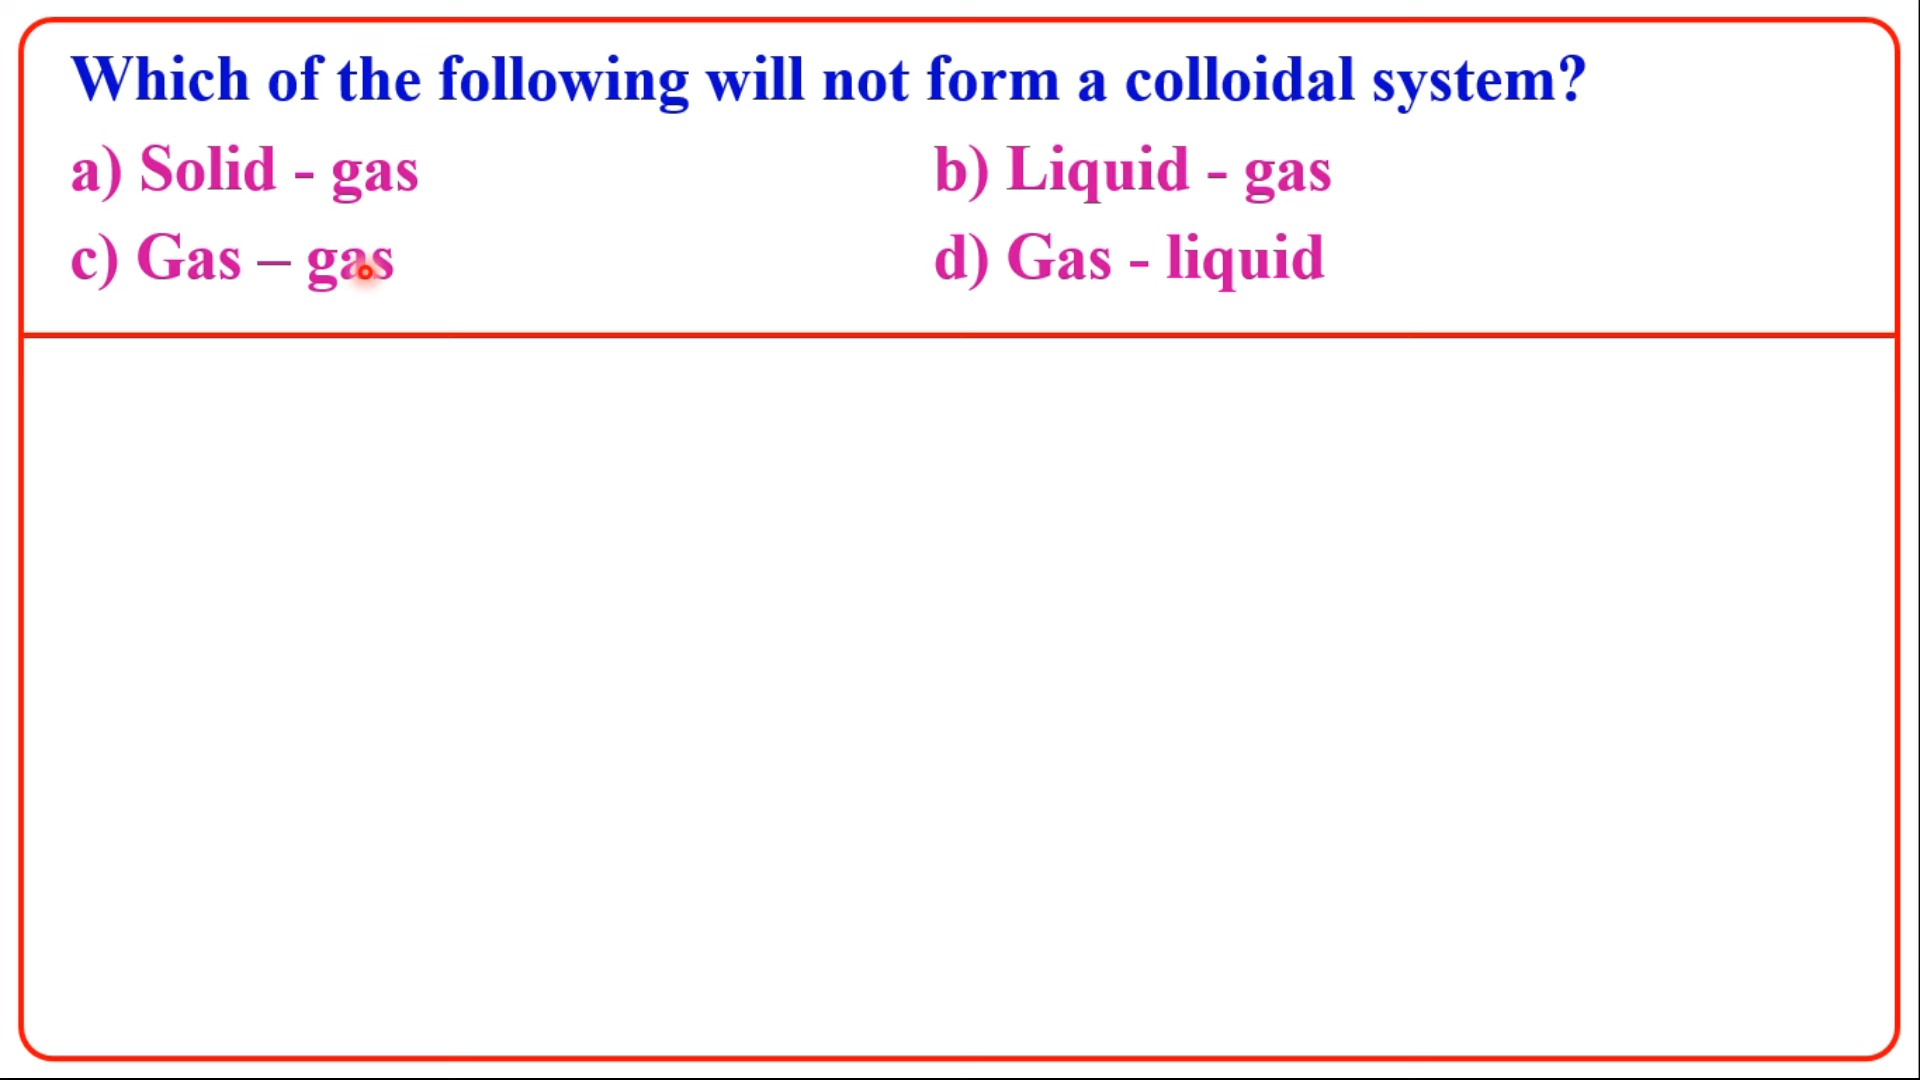 Which of the following will not form a colloidal system?
a) Solid - gas
b) Liquid - gas
c) Gas – gas
d) Gas - liquid